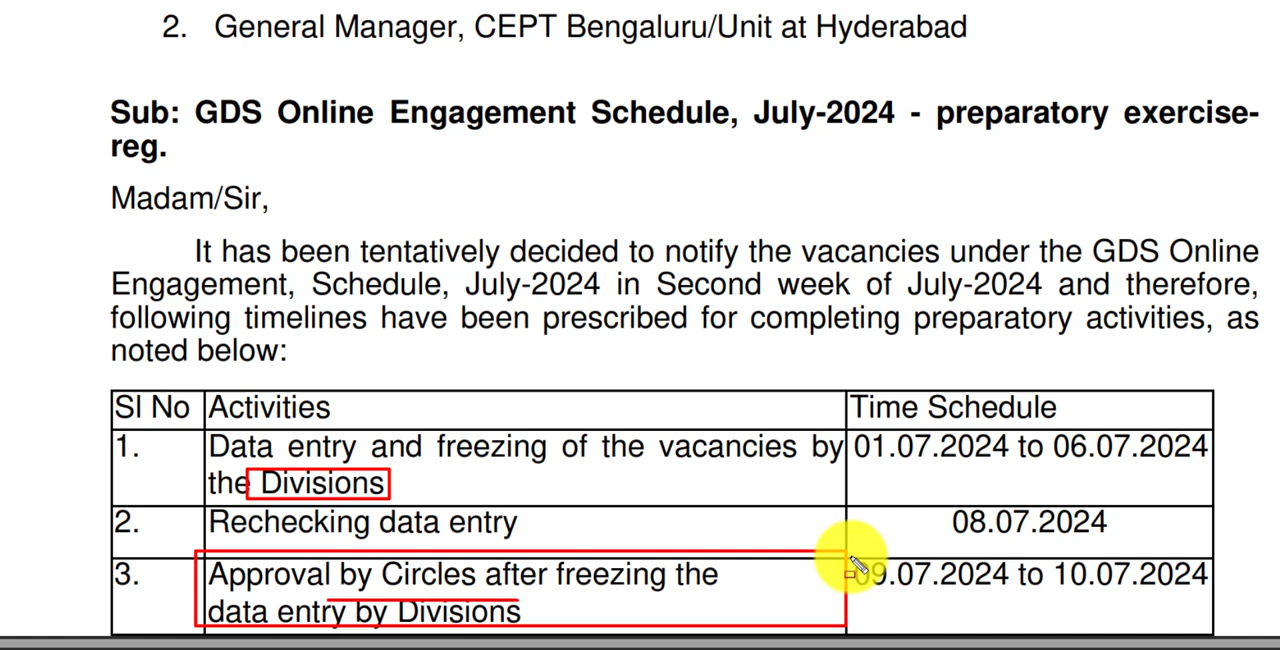 2. General Manager, CEPT Bengaluru/Unit at Hyderabad
Sub: GDS Online Engagement Schedule, July-2024 - preparatory exercise-
reg.
Madam/Sir,
It has been tentatively decided to notify the vacancies under the GDS Online
Engagement, Schedule, July-2024 in Second week of July-2024 and therefore,
following timelines have been prescribed for completing preparatory activities, as
noted below:
Sl No Activities Time Schedule
1. Data entry and freezing of the vacancies by 01.07.2024 to 06.07.2024
the Divisions
2. Rechecking data entry 08.07.2024
3. Approval by Circles after freezing the 09.07.2024 to 10.07.2024
data entry by Divisions